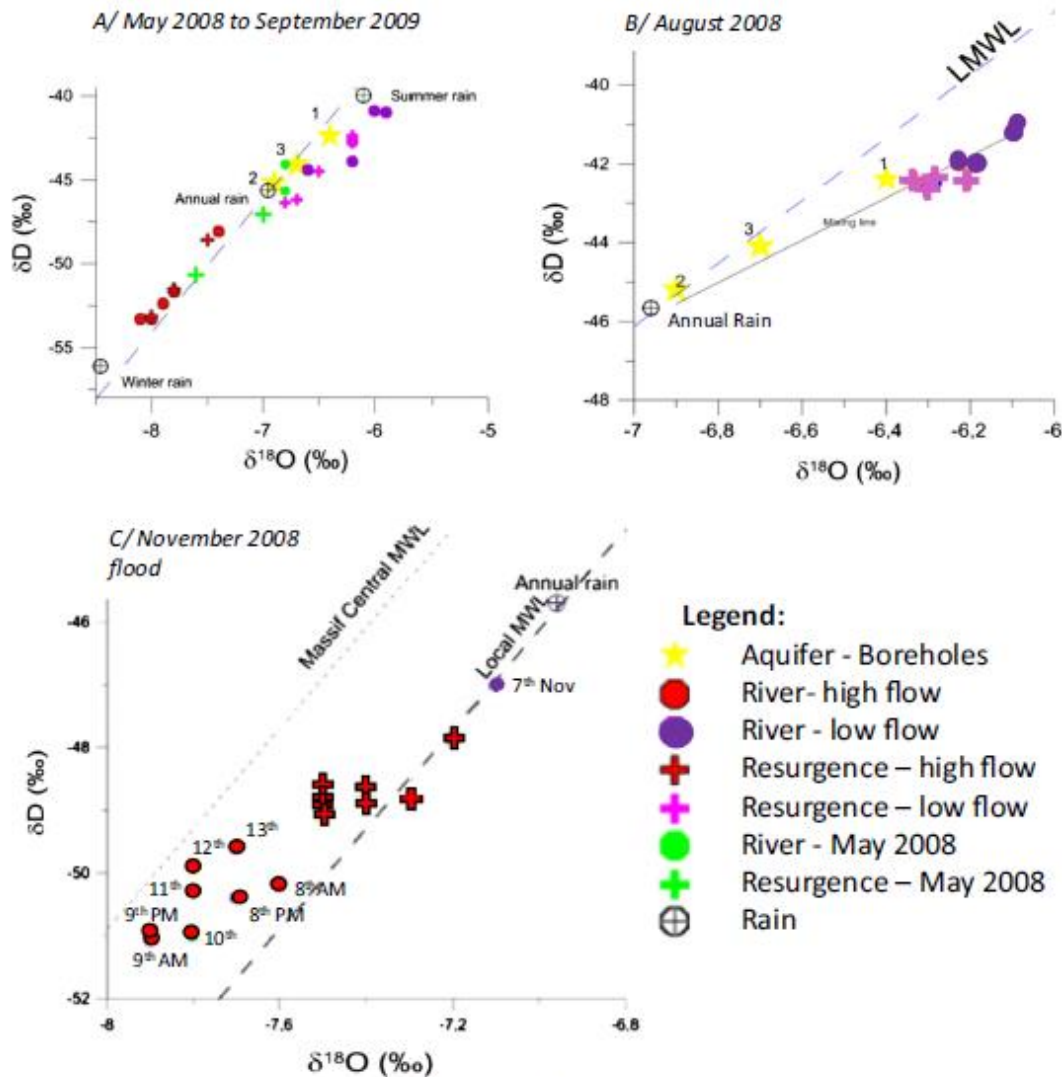 A/ May 2008 to September 2009
-40
-45
-50
-55
δD (‰)
-8
-7
-6
-5
δ¹⁸O (‰)
Summer rain
1
3
2
Annual rain
Winter rain
B/ August 2008
LMWL
-40
-42
-44
-46
-48
δD (‰)
1
3
2
Mixing line
Annual Rain
-7
-6,8
-6,6
-6,4
-6,2
-6
δ¹⁸O (‰)
C/ November 2008
flood
Massif Central MWL
Local MWL
Annual rain
7th Nov
-46
-48
-50
-52
δD (‰)
13th
12th
11th
8th AM
8th PM
9th PM
10th
9th AM
-8
-7,6
-7,2
-6,8
δ¹⁸O (‰)
Legend:
Aquifer - Boreholes
River- high flow
River - low flow
Resurgence – high flow
Resurgence – low flow
River - May 2008
Resurgence – May 2008
Rain